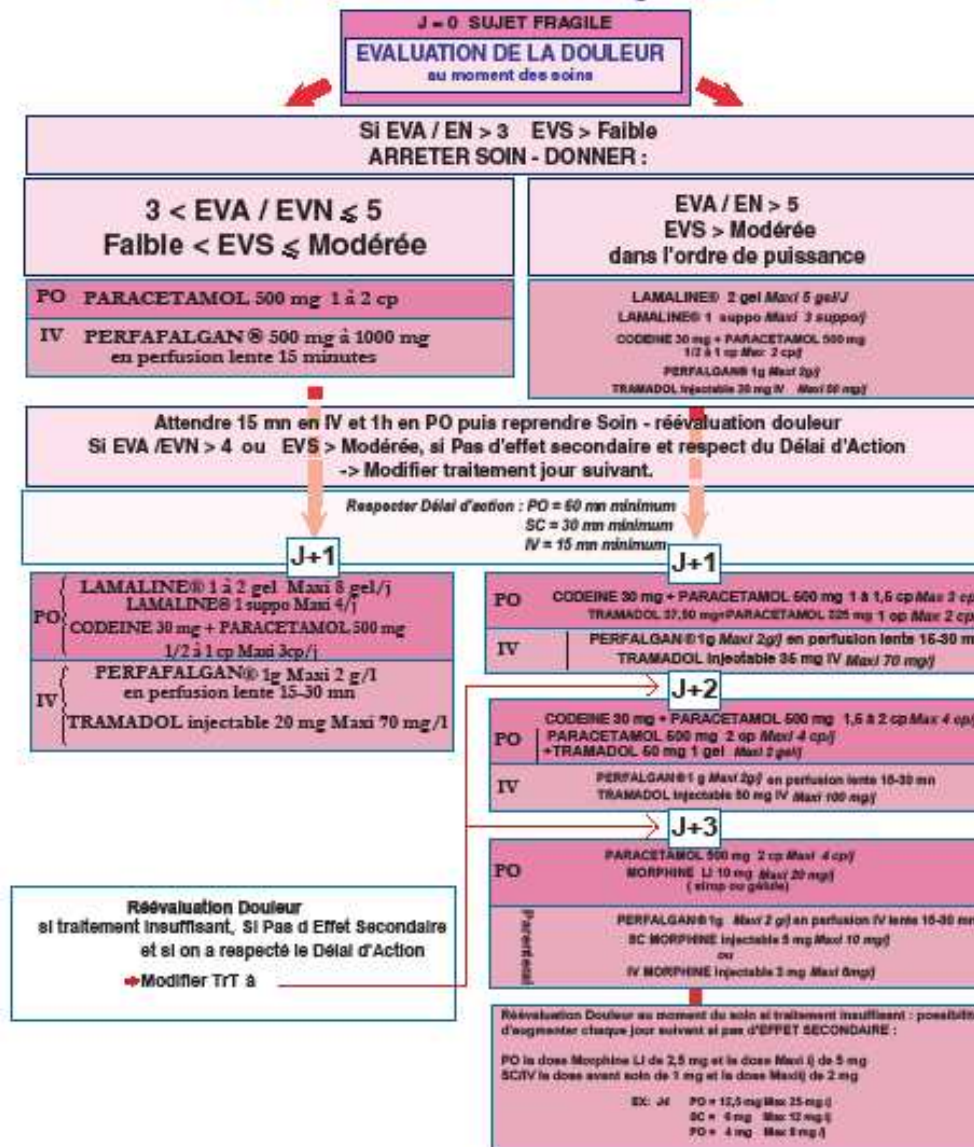 J = 0 SUJET FRAGILE
EVALUATION DE LA DOULEUR
au moment des soins
Si EVA / EN > 3 EVS > Faible
ARRETER SOIN - DONNER :
3 < EVA / EVN ⩽ 5
Faible < EVS ⩽ Modérée
PO PARACETAMOL 500 mg 1 à 2 cp
IV PERFAFALGAN® 500 mg à 1000 mg
en perfusion lente 15 minutes
EVA / EN > 5
EVS > Modérée
dans l'ordre de puissance
LAMALINE® 2 gel Maxi 5 gel/J
LAMALINE® 1 suppo Maxi 3 suppo/j
CODEINE 30 mg + PARACETAMOL 500 mg
1/2 à 1 cp Max 2 cp/j
PERFALGAN® 1g Maxi 2g/j
TRAMADOL Injectable 20 mg IV Maxi 50 mg/j
Attendre 15 mn en IV et 1h en PO puis reprendre Soin - réévaluation douleur
Si EVA /EVN > 4 ou EVS > Modérée, si Pas d'effet secondaire et respect du Délai d'Action
-> Modifier traitement jour suivant.
Respecter Délai d'action : PO = 60 mn minimum
SC = 30 mn minimum
IV = 15 mn minimum
J+1
PO LAMALINE® 1 à 2 gel Maxi 8 gel/j
LAMALINE® 1 suppo Maxi 4/j
CODEINE 30 mg + PARACETAMOL 500 mg
1/2 à 1 cp Maxi 3cp/j
IV PERFAFALGAN® 1g Maxi 2 g/l
en perfusion lente 15-30 mn
TRAMADOL injectable 20 mg Maxi 70 mg/l
J+1
PO CODEINE 30 mg + PARACETAMOL 500 mg 1 à 1,5 cp Max 3 cp
TRAMADOL 37,50 mg+PARACETAMOL 325 mg 1 cp Max 2 cp/
IV PERFALGAN®1g Maxi 2g/j en perfusion lente 15-30 mn
TRAMADOL Injectable 35 mg IV Maxi 70 mg/j
J+2
PO CODEINE 30 mg + PARACETAMOL 500 mg 1,5 à 2 cp Max 4 cp/j
PARACETAMOL 500 mg 2 cp Maxi 4 cp/j
+TRAMADOL 50 mg 1 gel Maxi 2 gel/j
IV PERFALGAN®1 g Maxi 2g/j en perfusion lente 15-30 mn
TRAMADOL Injectable 50 mg IV Maxi 100 mg/j
J+3
PO PARACETAMOL 500 mg 2 cp Maxi 4 cp/j
MORPHINE LI 10 mg Maxi 20 mg/j
( sirop ou gélule)
Parentéral PERFALGAN® 1g Maxi 2 g/j en perfusion IV lente 15-30 mn
SC MORPHINE injectable 5 mg Maxi 10 mg/j
ou
IV MORPHINE injectable 3 mg Maxi 6mg/j
Réévaluation Douleur
si traitement insuffisant, Si Pas d Effet Secondaire
et si on a respecté le Délai d'Action
Modifier TrT à
Réévaluation Douleur au moment du soin si traitement insuffisant : possibili
d'augmenter chaque jour suivant si pas d'EFFET SECONDAIRE :
PO la dose Morphine LI de 2,5 mg et la dose Maxi /j de 5 mg
SC/IV la dose avant soin de 1 mg et la dose Maxi/j de 2 mg
EX: J4 PO = 12,5 mg Max 25 mg /j
SC = 6 mg Max 12 mg/j
PO = 4 mg Max 8 mg /j